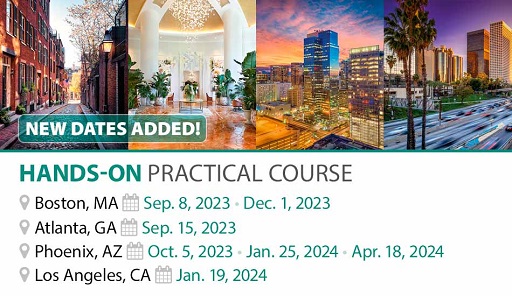 NEW DATES ADDED!
HANDS-ON PRACTICAL COURSE
Boston, MA Sep. 8, 2023 • Dec. 1, 2023
Atlanta, GA Sep. 15, 2023
Phoenix, AZ Oct. 5, 2023 • Jan. 25, 2024 • Apr. 18, 2024
Los Angeles, CA Jan. 19, 2024